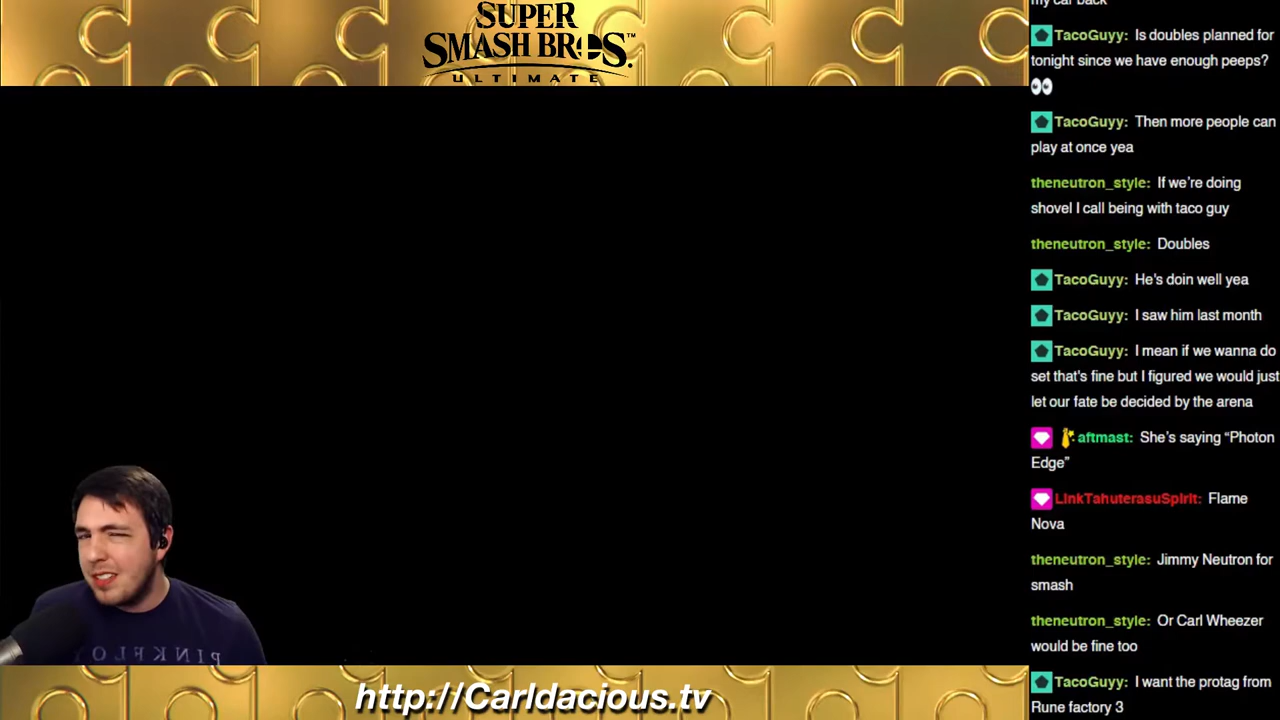 SUPER
SMASH BROS.™
ULTIMATE
my car back
TacoGuyy: Is doubles planned for
tonight since we have enough peeps?
TacoGuyy: Then more people can
play at once yea
theneutron_style: If we're doing
shovel I call being with taco guy
theneutron_style: Doubles
TacoGuyy: He's doin well yea
TacoGuyy: I saw him last month
TacoGuyy: I mean if we wanna do
set that's fine but I figured we would just
let our fate be decided by the arena
aftmast: She's saying “Photon
Edge”
LinkTahuterasuSpirit: Flame
Nova
theneutron_style: Jimmy Neutron for
smash
theneutron_style: Or Carl Wheezer
would be fine too
TacoGuyy: I want the protag from
Rune factory 3
PINK FLOY
http://Carldacious.tv